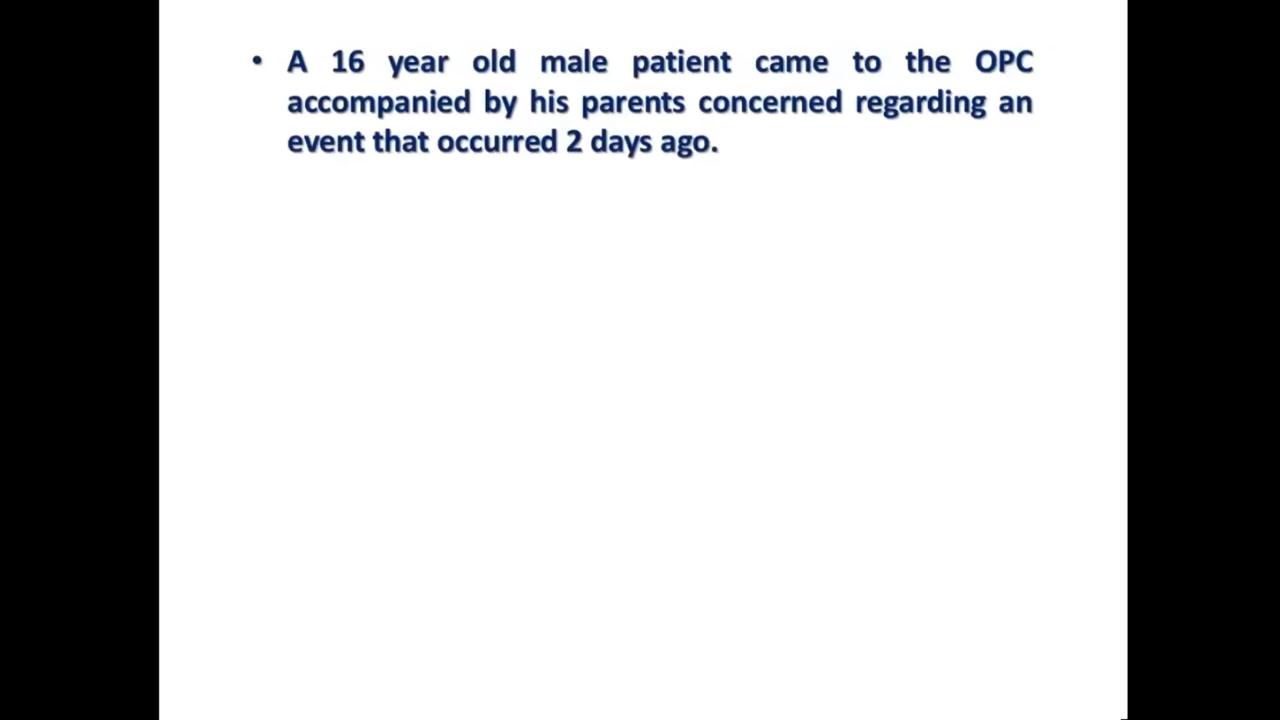 • A 16 year old male patient came to the OPC
accompanied by his parents concerned regarding an
event that occurred 2 days ago.